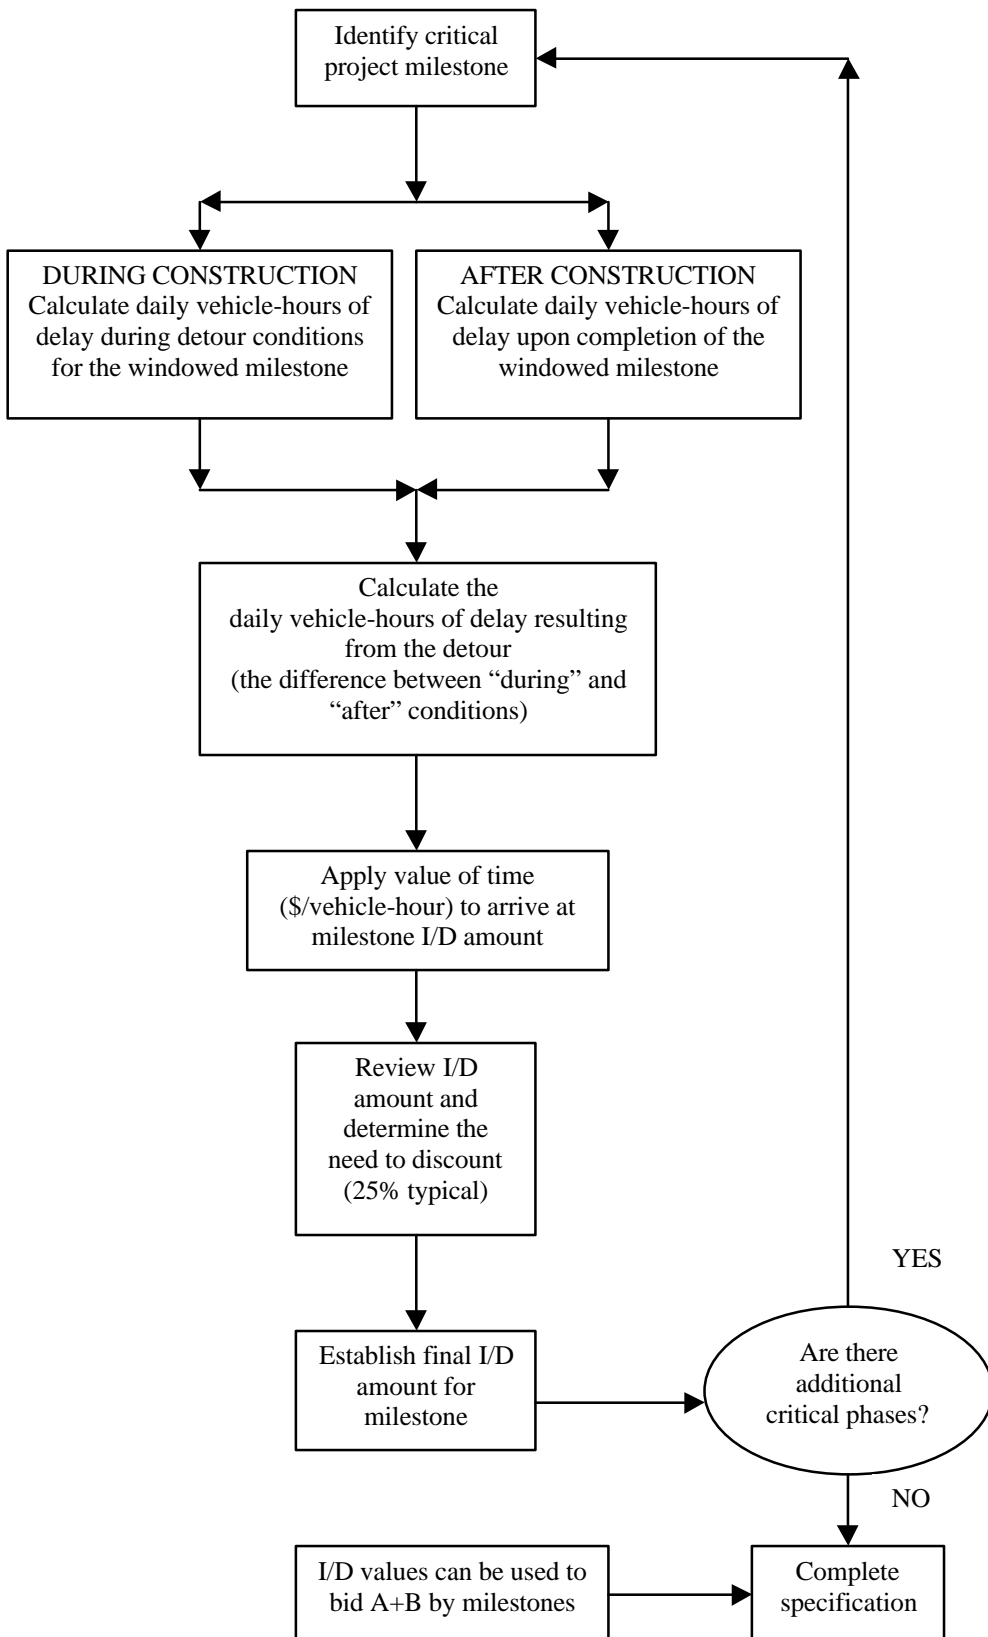 Identify critical
project milestone
DURING CONSTRUCTION
Calculate daily vehicle-hours of
delay during detour conditions
for the windowed milestone
AFTER CONSTRUCTION
Calculate daily vehicle-hours of
delay upon completion of the
windowed milestone
Calculate the
daily vehicle-hours of delay resulting
from the detour
(the difference between “during” and
“after” conditions)
Apply value of time
($/vehicle-hour) to arrive at
milestone I/D amount
Review I/D
amount and
determine the
need to discount
(25% typical)
YES
Establish final I/D
amount for
milestone
Are there
additional
critical phases?
NO
I/D values can be used to
bid A+B by milestones
Complete
specification